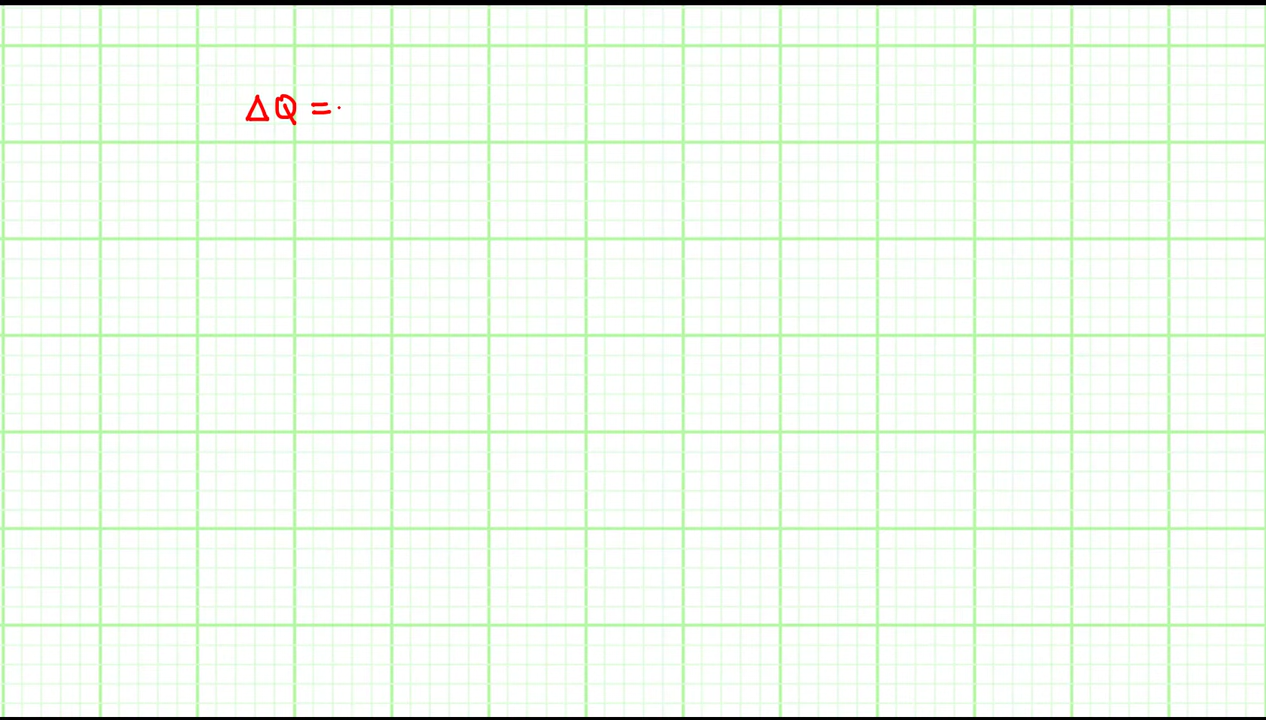 ΔQ =